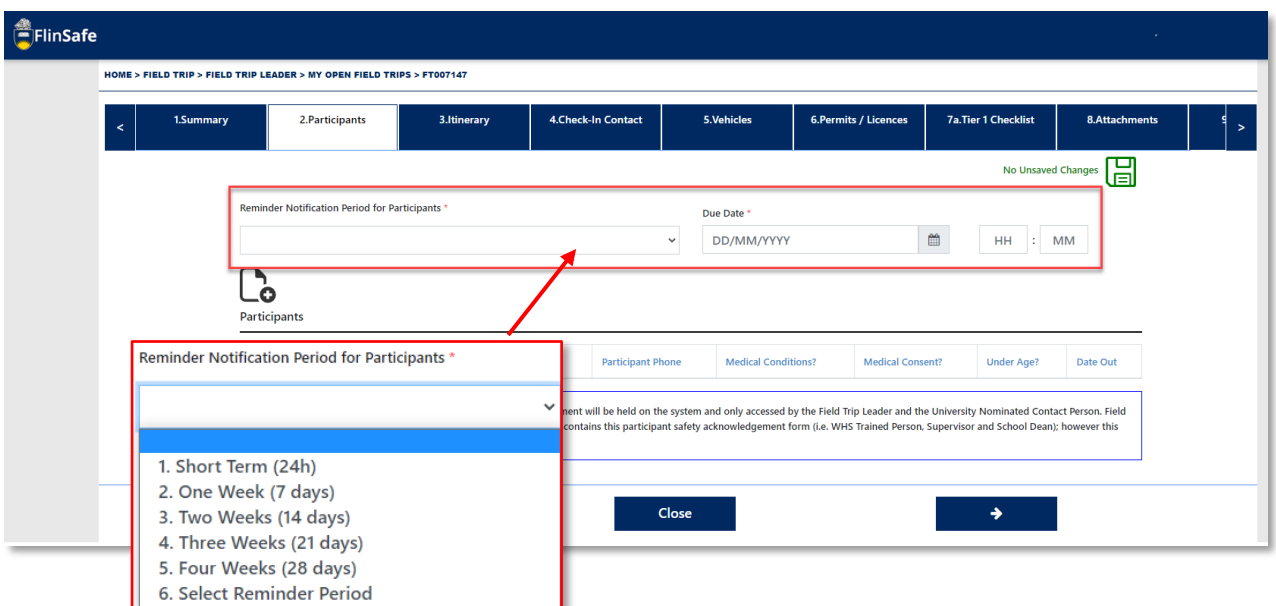 FlinSafe
HOME > FIELD TRIP > FIELD TRIP LEADER > MY OPEN FIELD TRIPS > FT007147
< 1.Summary 2.Participants 3.Itinerary 4.Check-In Contact 5.Vehicles 6.Permits / Licences 7a.Tier 1 Checklist 8.Attachments >
No Unsaved Changes
Reminder Notification Period for Participants * Due Date *
DD/MM/YYYY HH : MM
Participants
Participant Phone Medical Conditions? Medical Consent? Under Age? Date Out
will be held on the system and only accessed by the Field Trip Leader and the University Nominated Contact Person. Field
contains this participant safety acknowledgement form (i.e. WHS Trained Person, Supervisor and School Dean); however this
Close
Reminder Notification Period for Participants *
1. Short Term (24h)
2. One Week (7 days)
3. Two Weeks (14 days)
4. Three Weeks (21 days)
5. Four Weeks (28 days)
6. Select Reminder Period